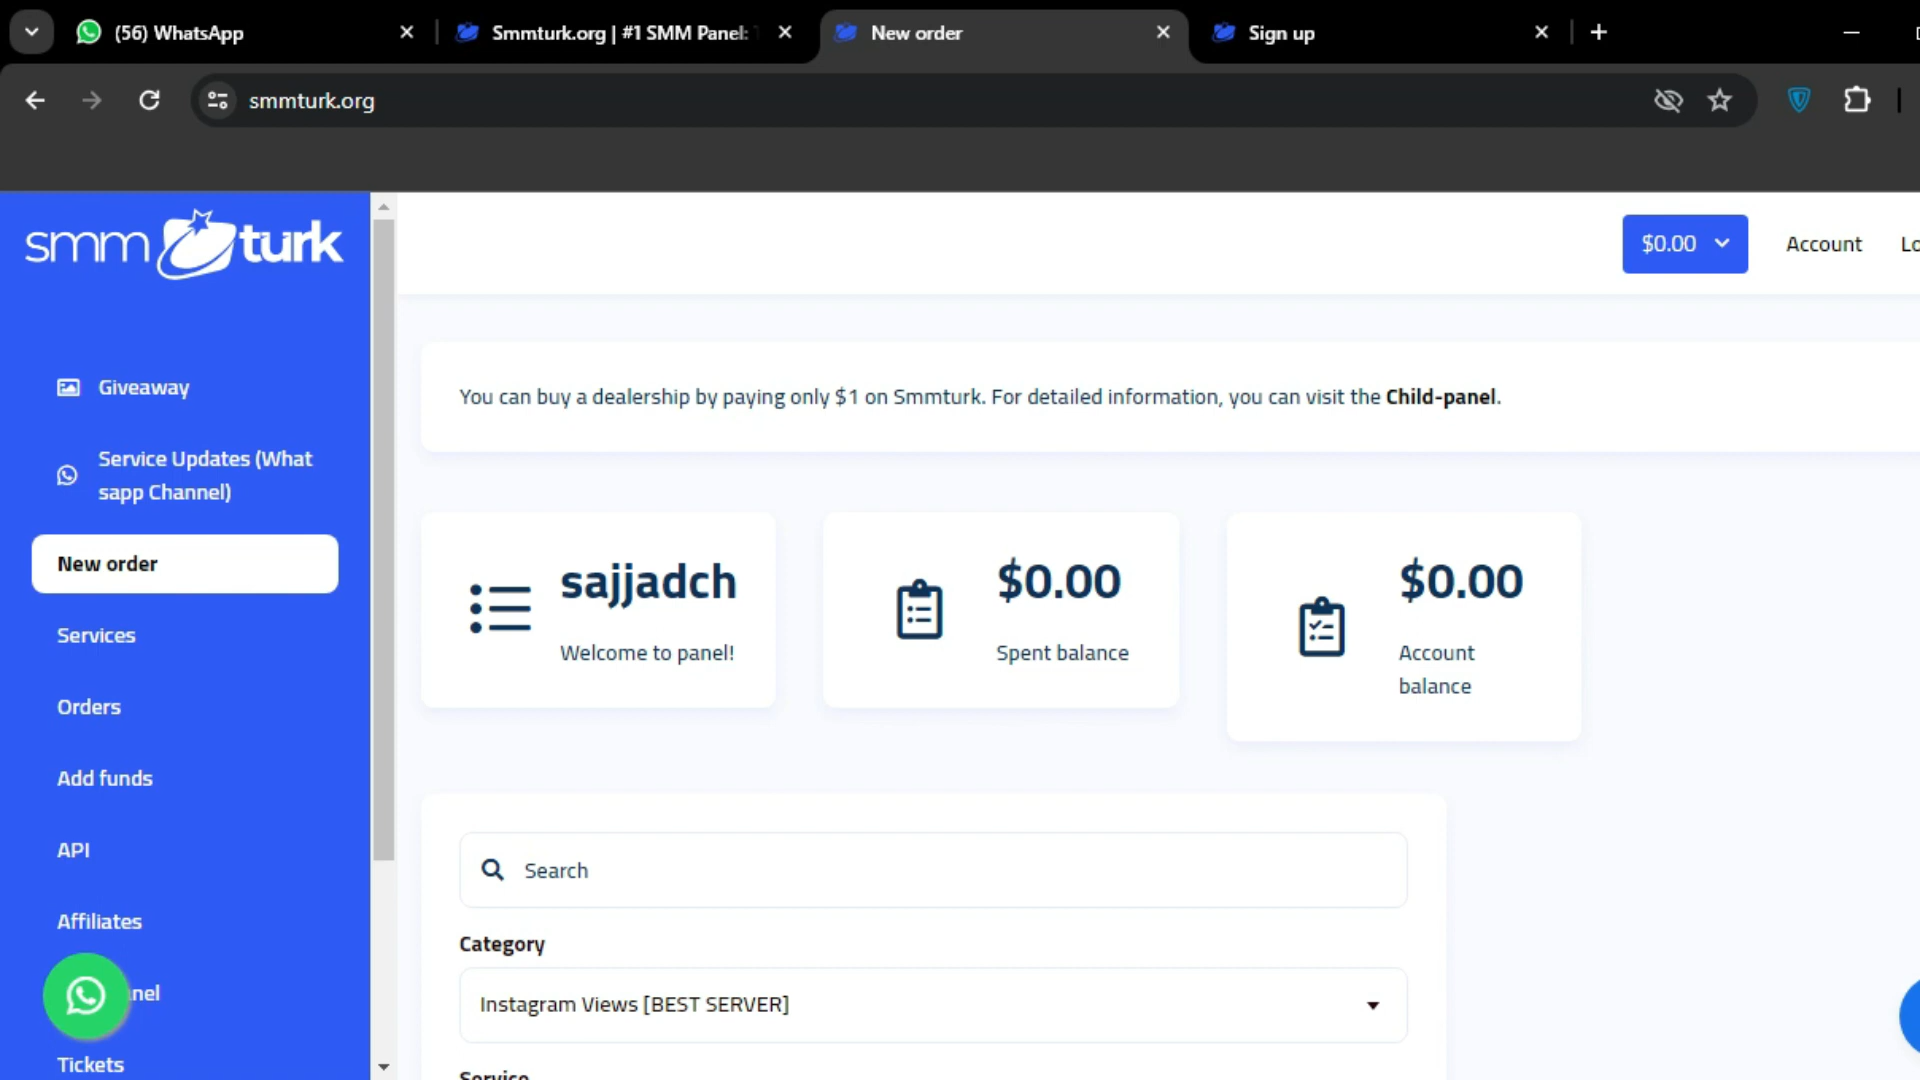 (56) WhatsApp
Smmturk.org | #1 SMM Panel:
New order
Sign up
smmturk.org
smm turk
$0.00
Account
Lo
Giveaway
Service Updates (What
sapp Channel)
New order
Services
Orders
Add funds
API
Affiliates
nel
Tickets
You can buy a dealership by paying only $1 on Smmturk. For detailed information, you can visit the Child-panel.
sajjadch
Welcome to panel!
$0.00
Spent balance
$0.00
Account
balance
Search
Category
Instagram Views [BEST SERVER]
Service